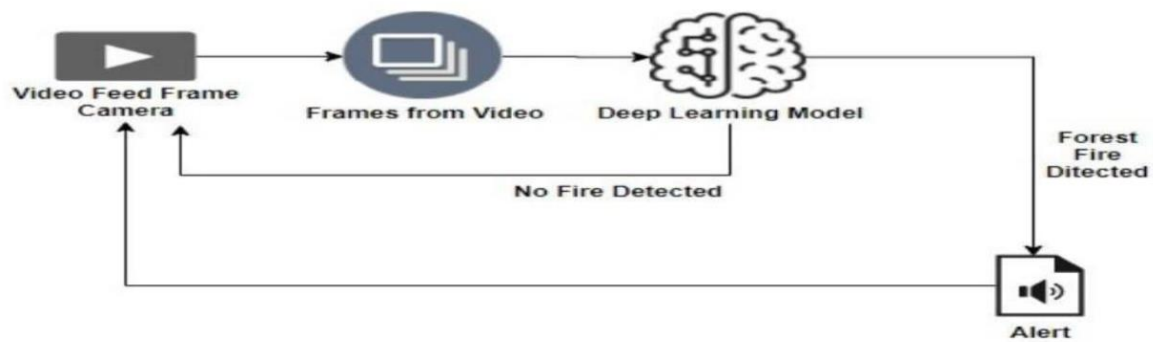 Video Feed Frame
Camera
Frames from Video
Deep Learning Model
No Fire Detected
Forest
Fire
Ditected
Alert